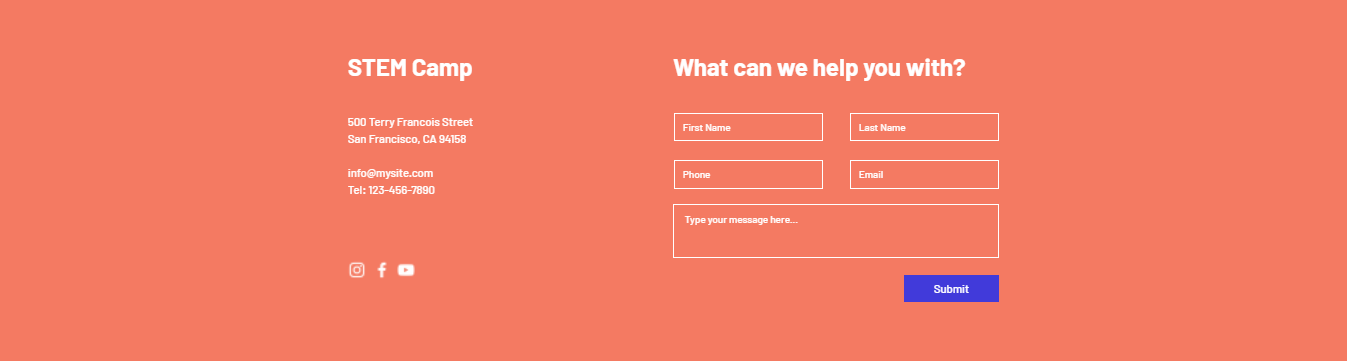 STEM Camp
500 Terry Francois Street
San Francisco, CA 94158
info@mysite.com
Tel: 123-456-7890
What can we help you with?
First Name
Last Name
Phone
Email
Type your message here...
Submit